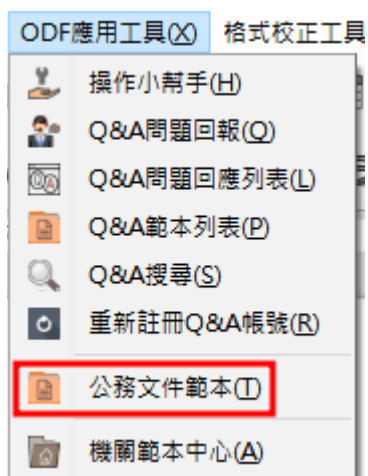 ODF應用工具(X) 格式校正工具
操作小幫手(H)
Q&A問題回報(Q)
Q&A問題回應列表(L)
Q&A範本列表(P)
Q&A搜尋(S)
重新註冊Q&A帳號(R)
公務文件範本(T)
機關範本中心(A)